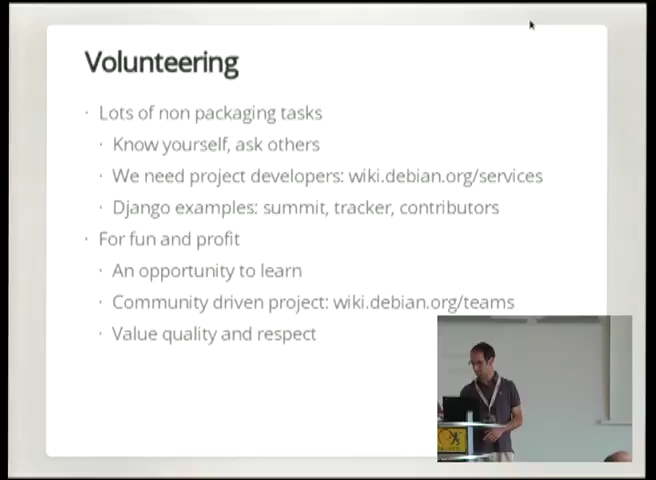 Volunteering
· Lots of non packaging tasks
· Know yourself, ask others
· We need project developers: wiki.debian.org/services
· Django examples: summit, tracker, contributors
· For fun and profit
· An opportunity to learn
· Community driven project: wiki.debian.org/teams
· Value quality and respect